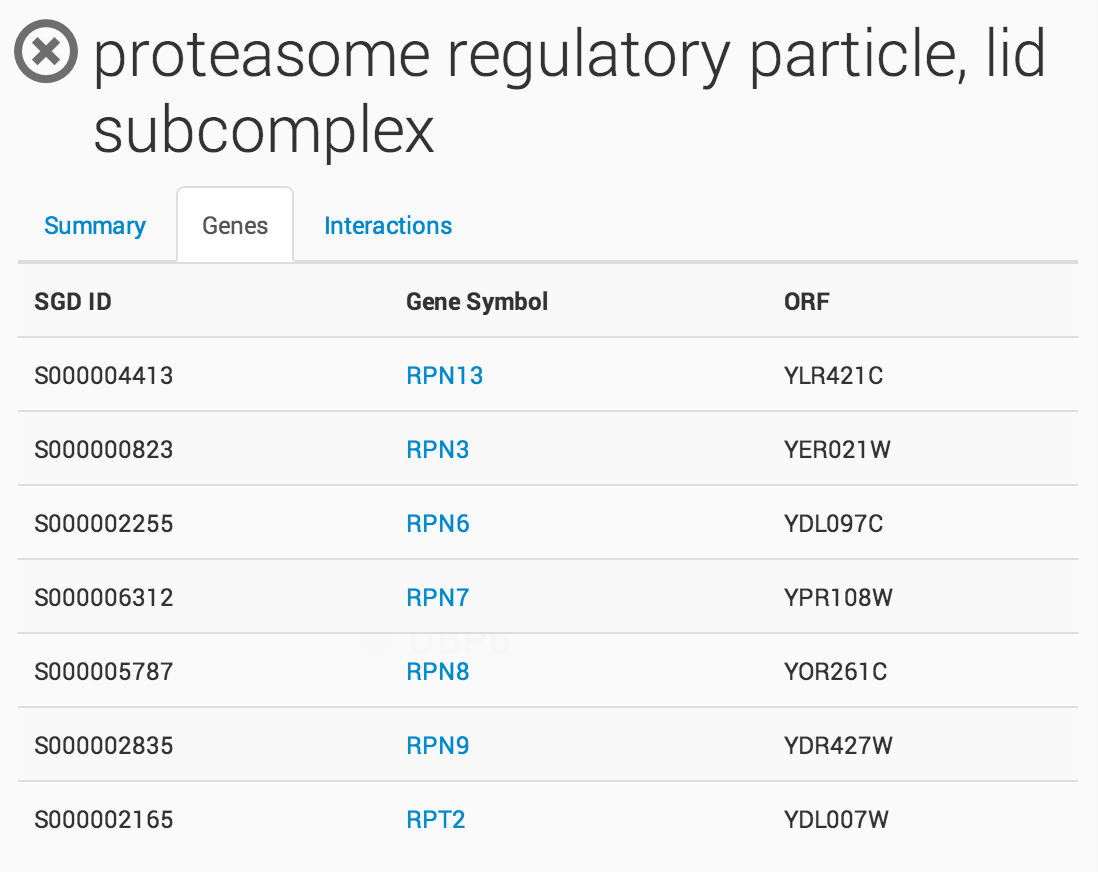 proteasome regulatory particle, lid
subcomplex
Summary Genes Interactions
SGD ID Gene Symbol ORF
S000004413 RPN13 YLR421C
S000000823 RPN3 YER021W
S000002255 RPN6 YDL097C
S000006312 RPN7 YPR108W
UBP6
S000005787 RPN8 YOR261C
S000002835 RPN9 YDR427W
S000002165 RPT2 YDL007W